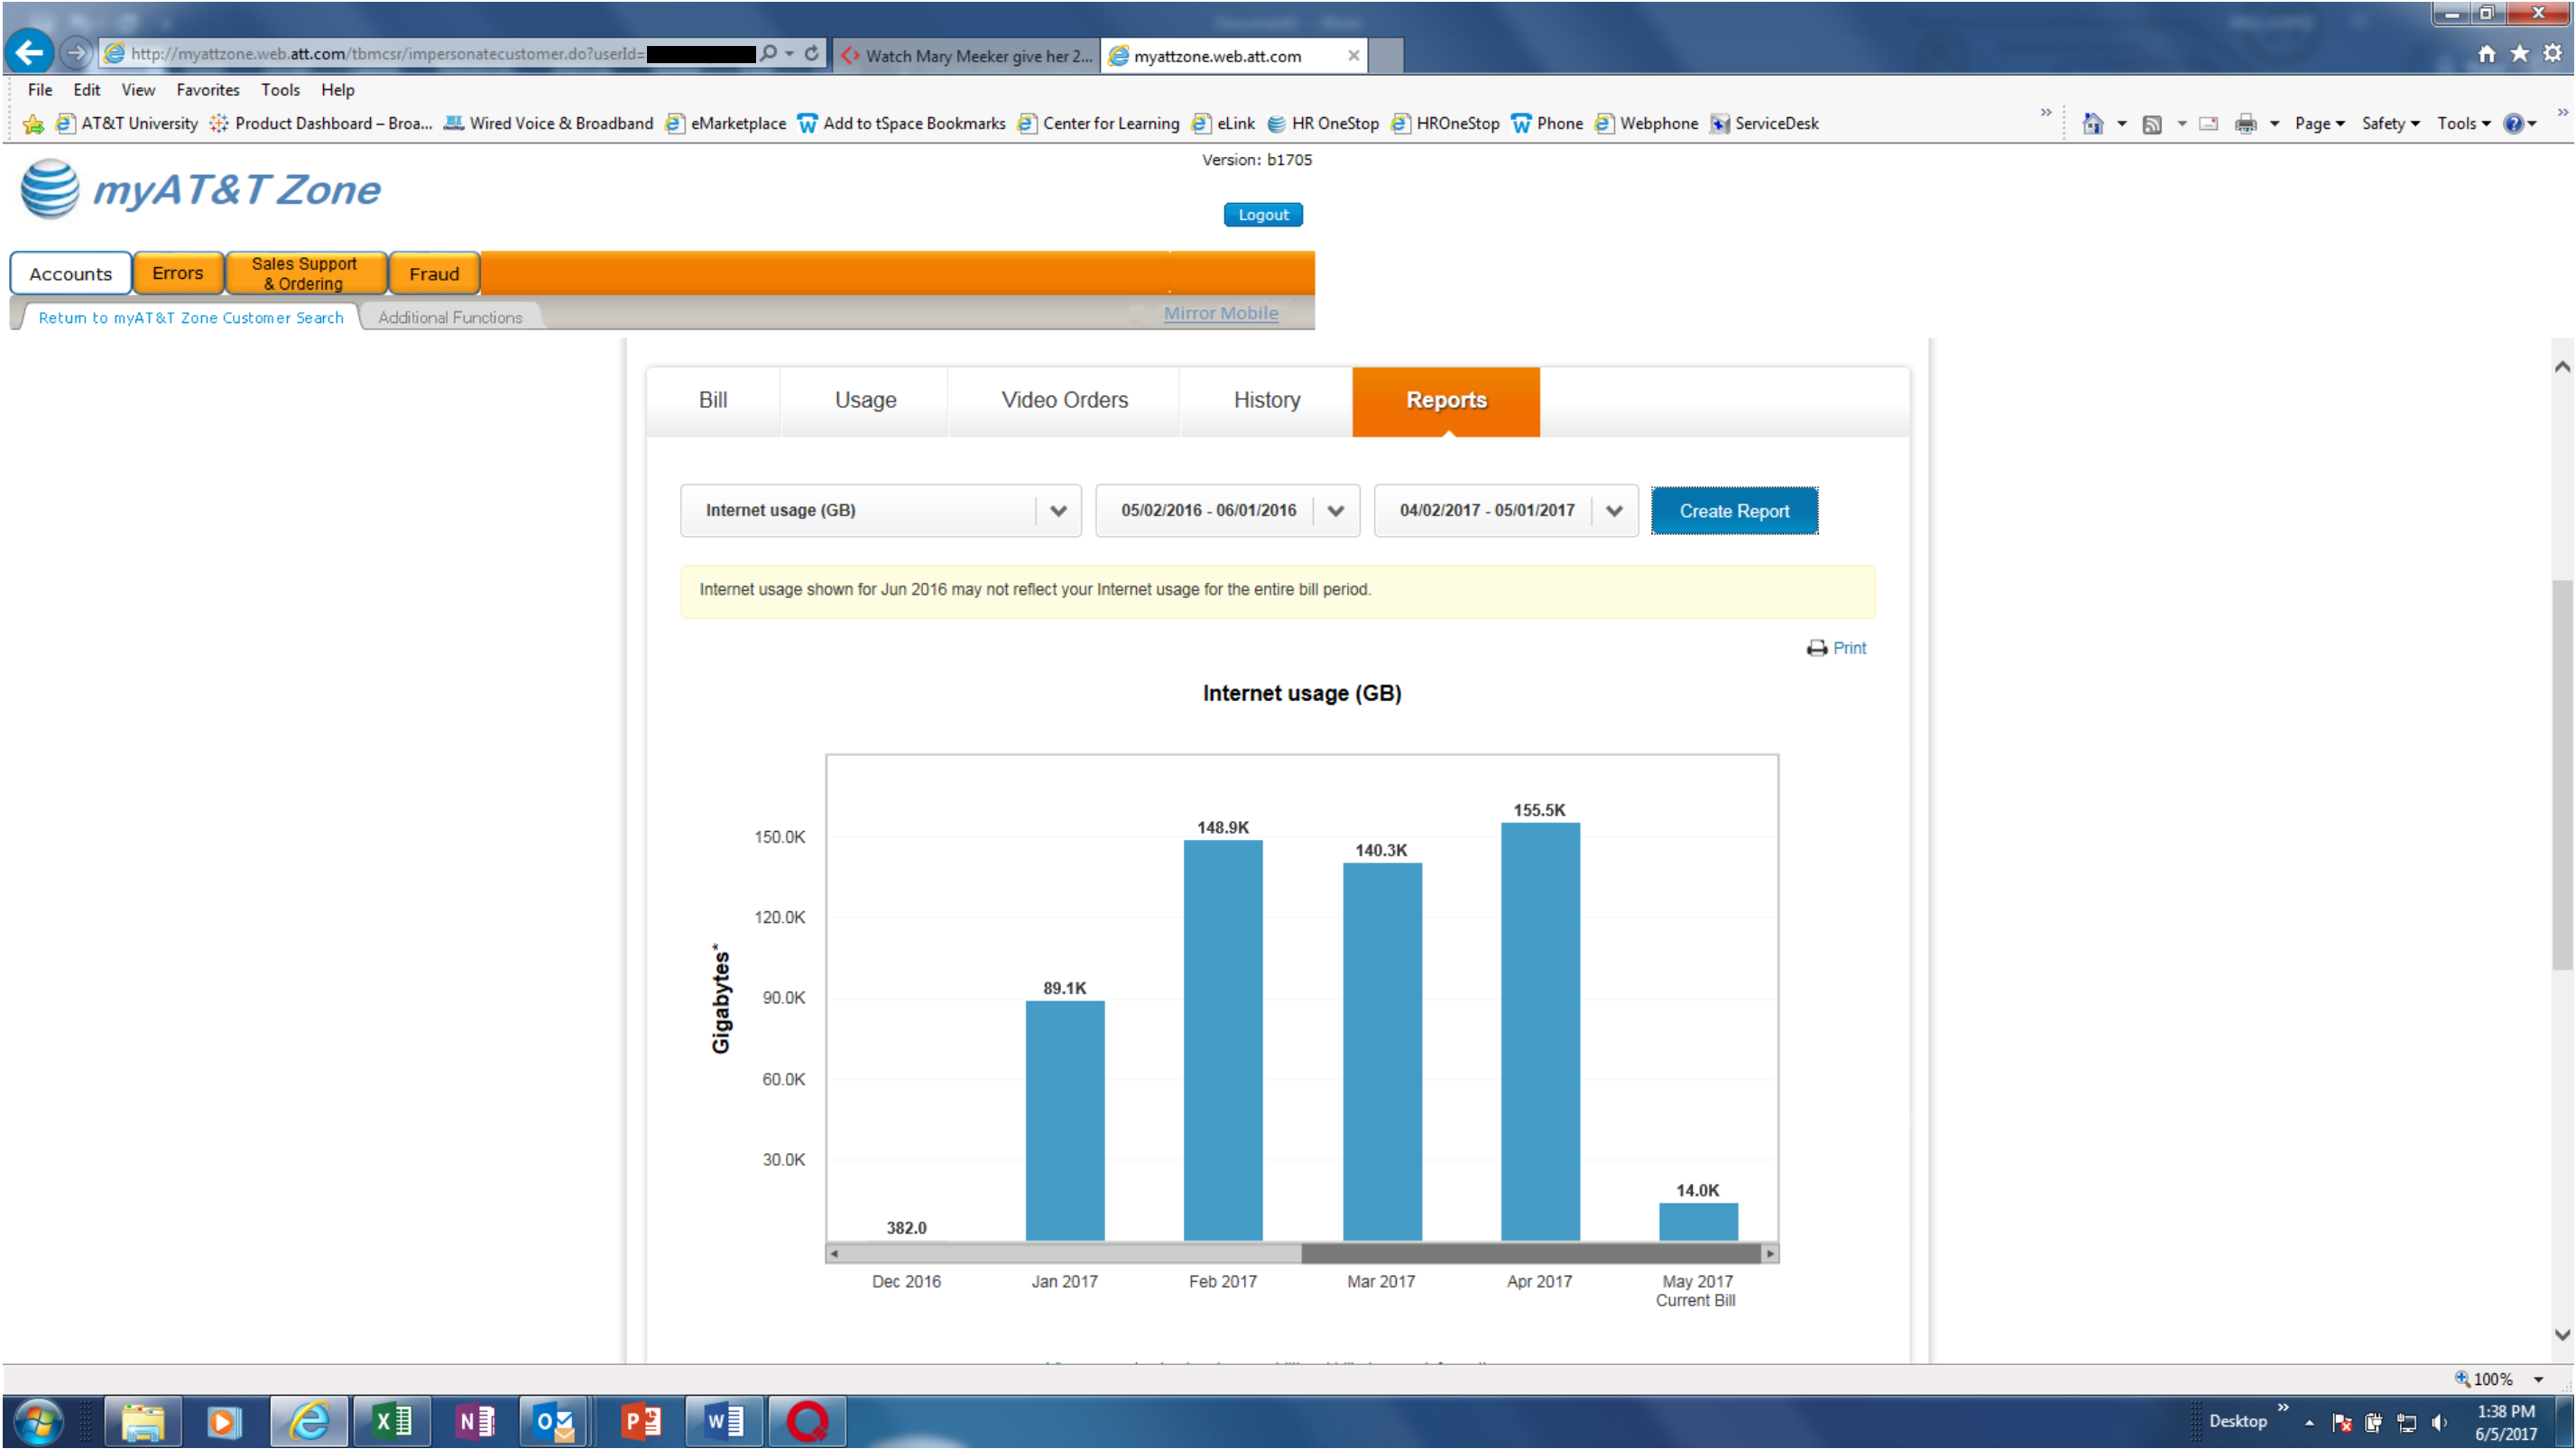 http://myattzone.web.att.com/tbmcsr/impersonatecustomer.do?userId=
Watch Mary Meeker give her 2...
myattzone.web.att.com
File Edit View Favorites Tools Help
AT&T University Product Dashboard – Broa... Wired Voice & Broadband eMarketplace Add to tSpace Bookmarks Center for Learning eLink HR OneStop HROneStop Phone Webphone ServiceDesk
Page Safety Tools
Version: b1705
myAT&T Zone
Logout
Accounts Errors Sales Support
& Ordering Fraud
Return to myAT&T Zone Customer Search Additional Functions Mirror Mobile
Bill Usage Video Orders History Reports
Internet usage (GB) 05/02/2016 - 06/01/2016 04/02/2017 - 05/01/2017 Create Report
Internet usage shown for Jun 2016 may not reflect your Internet usage for the entire bill period.
Print
Internet usage (GB)
Gigabytes*
150.0K
120.0K
90.0K
60.0K
30.0K
382.0
89.1K
148.9K
140.3K
155.5K
14.0K
Dec 2016 Jan 2017 Feb 2017 Mar 2017 Apr 2017 May 2017
Current Bill
100%
Desktop
1:38 PM
6/5/2017